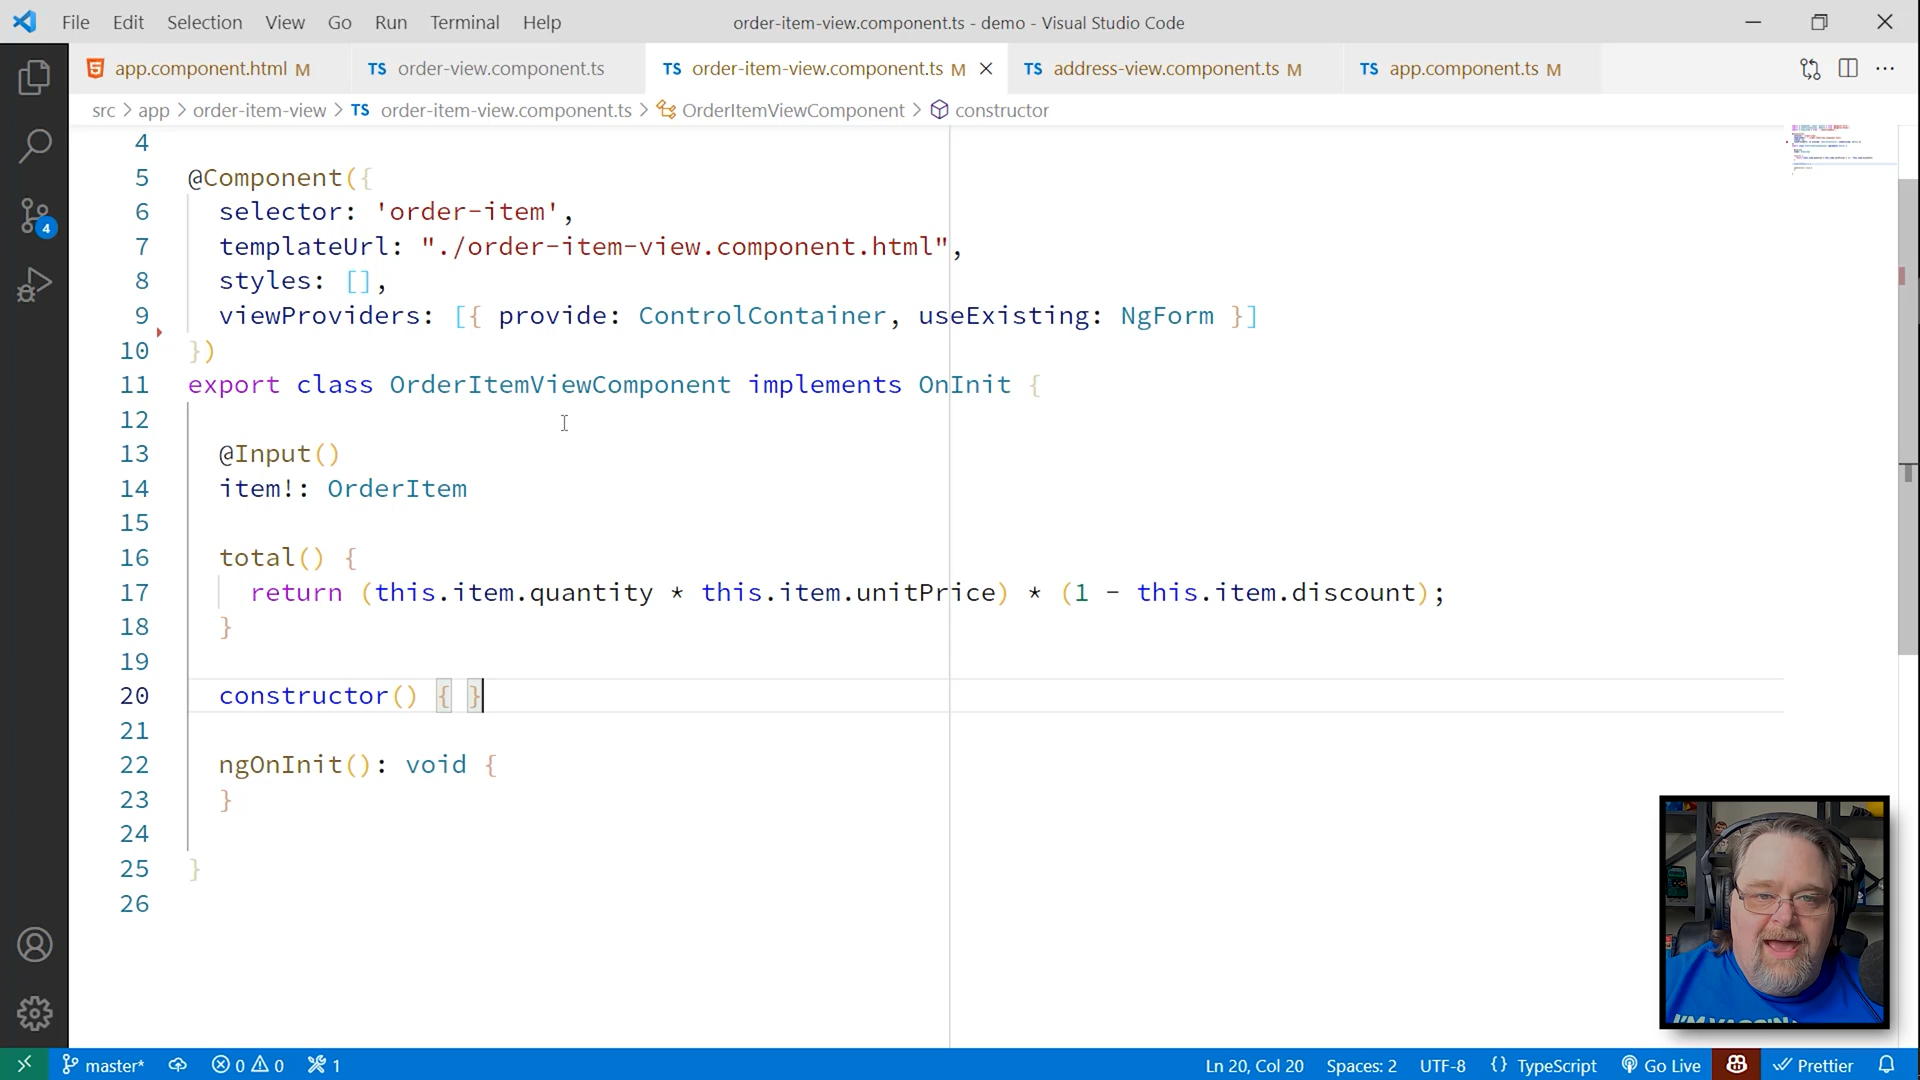 File Edit Selection View Go Run Terminal Help
order-item-view.component.ts - demo - Visual Studio Code
app.component.html M
TS order-view.component.ts
TS order-item-view.component.ts M
TS address-view.component.ts M
TS app.component.ts M
src > app > order-item-view > TS order-item-view.component.ts > OrderItemViewComponent > constructor
4
5 @Component({
6 selector: 'order-item',
7 templateUrl: "./order-item-view.component.html",
8 styles: [],
9 viewProviders: [{ provide: ControlContainer, useExisting: NgForm }]
10 })
11 export class OrderItemViewComponent implements OnInit {
12
13 @Input()
14 item!: OrderItem
15
16 total() {
17 return (this.item.quantity * this.item.unitPrice) * (1 - this.item.discount);
18 }
19
20 constructor() { }
21
22 ngOnInit(): void {
23 }
24
25 }
26
4
I'M VACCIN
master* 0 0 1 Ln 20, Col 20 Spaces: 2 UTF-8 {} TypeScript Go Live Prettier